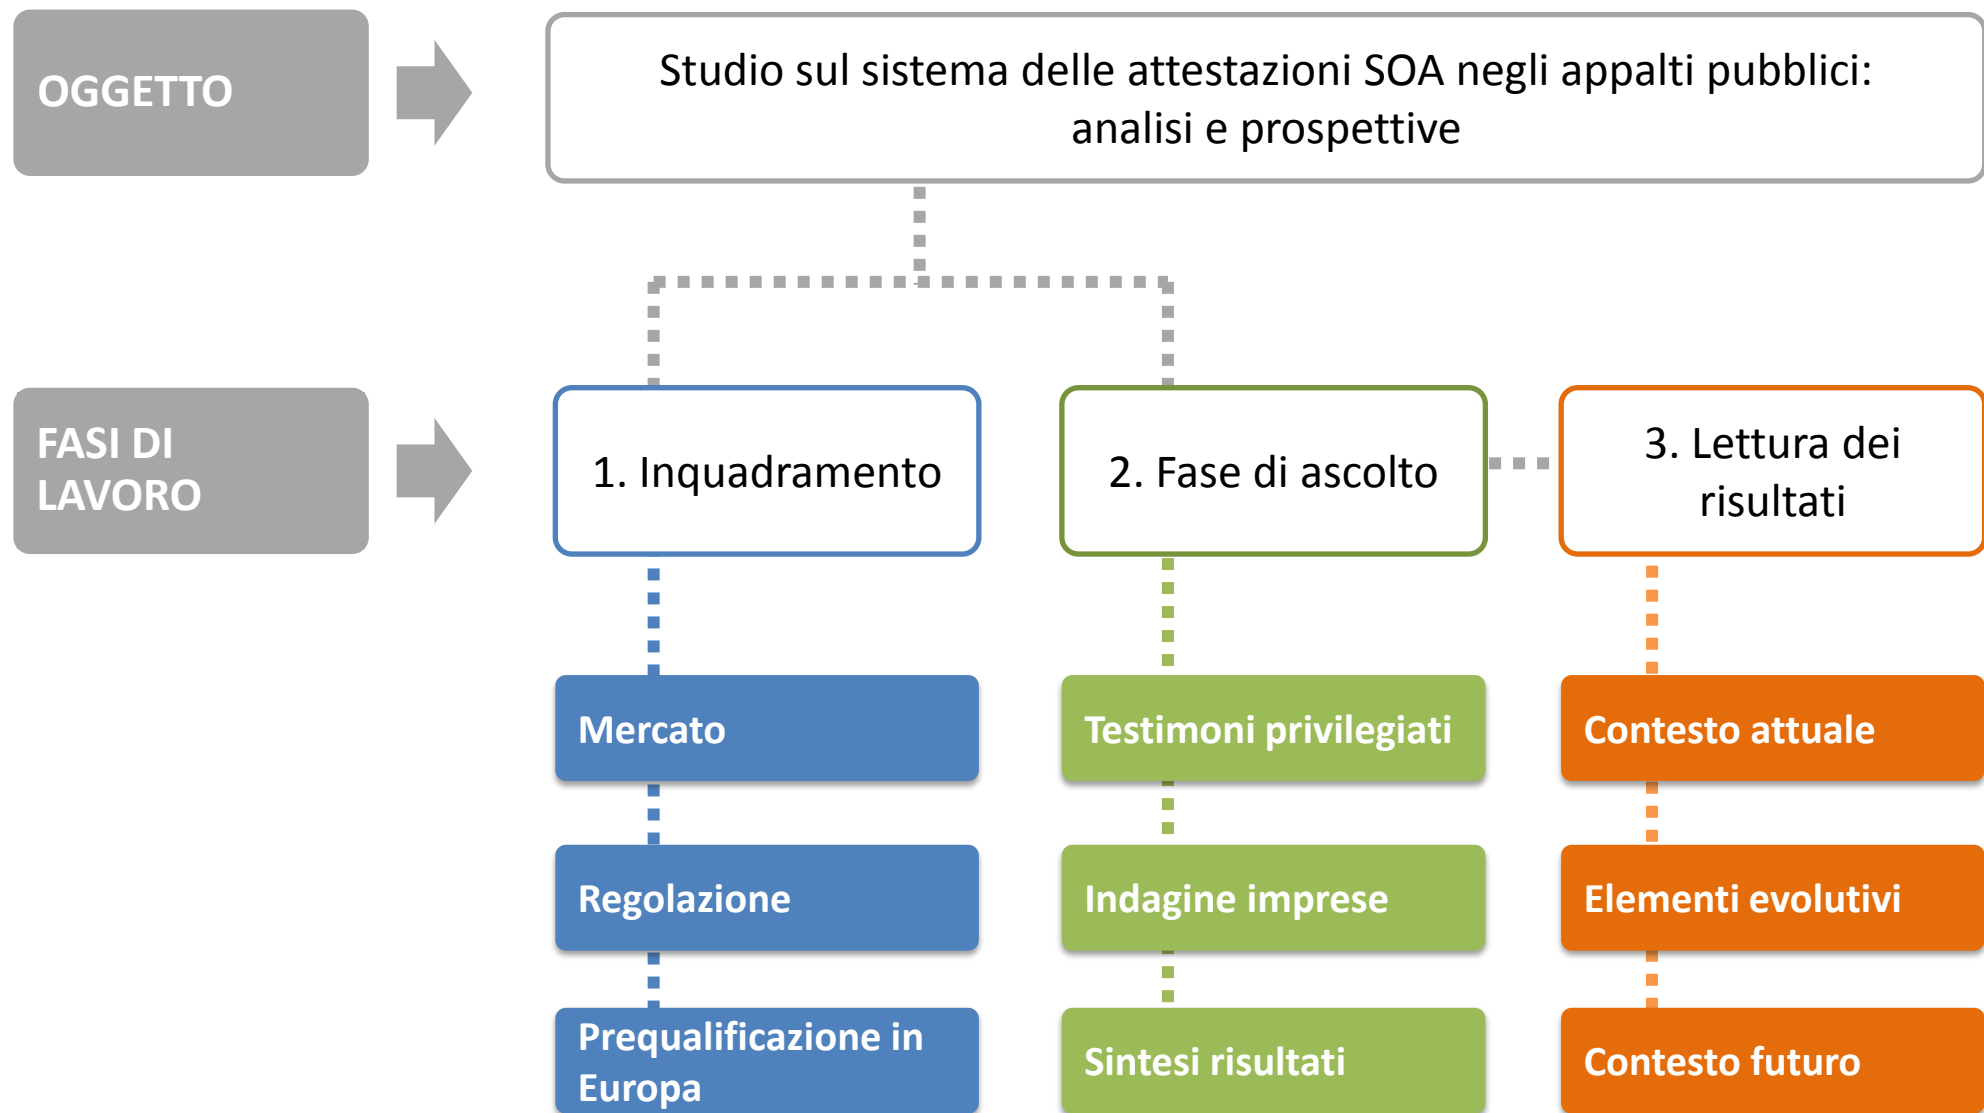 OGGETTO
Studio sul sistema delle attestazioni SOA negli appalti pubblici:
analisi e prospettive
FASI DI
LAVORO
1. Inquadramento
2. Fase di ascolto
3. Lettura dei
risultati
Mercato
Testimoni privilegiati
Contesto attuale
Regolazione
Indagine imprese
Elementi evolutivi
Prequalificazione in
Europa
Sintesi risultati
Contesto futuro